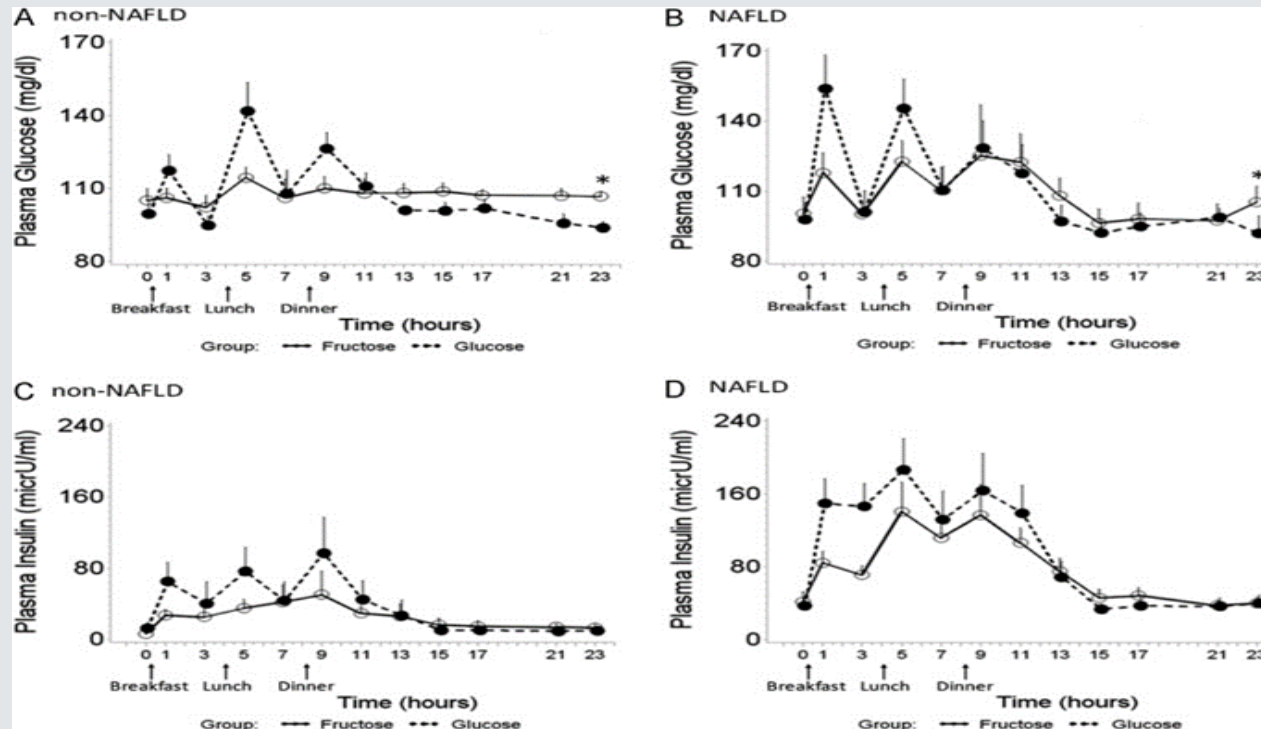 A non-NAFLD
Plasma Glucose (mg/dl)
170
140
110
80
*
0 1 3 5 7 9 11 13 15 17 21 23
Breakfast Lunch Dinner
Time (hours)
Group: Fructose Glucose
B NAFLD
Plasma Glucose (mg/dl)
170
140
110
80
*
0 1 3 5 7 9 11 13 15 17 21 23
Breakfast Lunch Dinner
Time (hours)
Group: Fructose Glucose
C non-NAFLD
Plasma Insulin (micrU/ml)
240
160
80
0
0 1 3 5 7 9 11 13 15 17 21 23
Breakfast Lunch Dinner
Time (hours)
Group: Fructose Glucose
D NAFLD
Plasma Insulin (micrU/ml)
240
160
80
0
0 1 3 5 7 9 11 13 15 17 21 23
Breakfast Lunch Dinner
Time (hours)
Group: Fructose Glucose